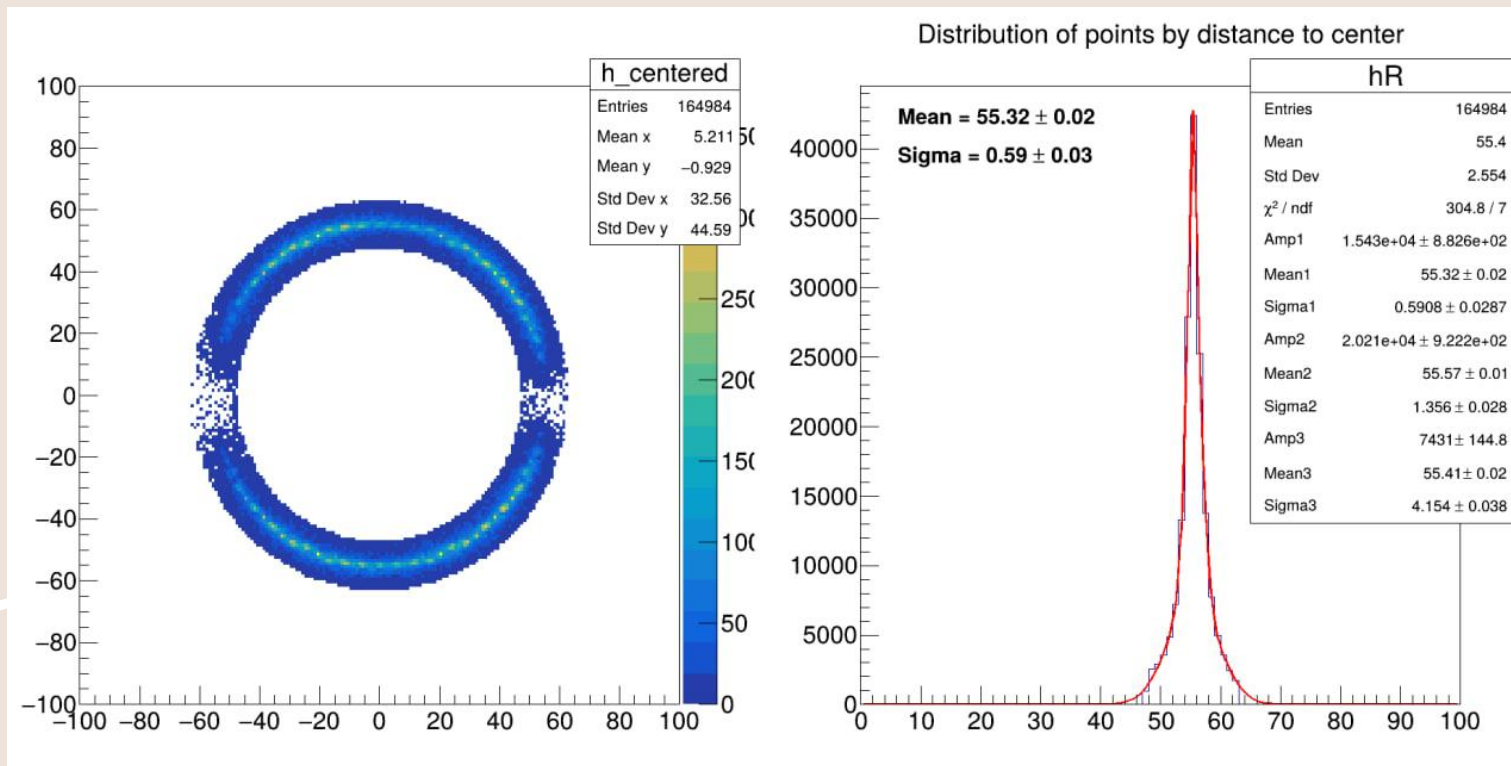 Distribution of points by distance to center
h_centered
Entries 164984
Mean x 5.211
Mean y −0.929
Std Dev x 32.56
Std Dev y 44.59
100
80
60
40
20
0
−20
−40
−60
−80
−100
−100 −80 −60 −40 −20 0 20 40 60 80 100
250
200
150
100
50
0
Mean = 55.32 ± 0.02
Sigma = 0.59 ± 0.03
hR
Entries 164984
Mean 55.4
Std Dev 2.554
χ² / ndf 304.8 / 7
Amp1 1.543e+04 ± 8.826e+02
Mean1 55.32 ± 0.02
Sigma1 0.5908 ± 0.0287
Amp2 2.021e+04 ± 9.222e+02
Mean2 55.57 ± 0.01
Sigma2 1.356 ± 0.028
Amp3 7431 ± 144.8
Mean3 55.41 ± 0.02
Sigma3 4.154 ± 0.038
40000
35000
30000
25000
20000
15000
10000
5000
0
0 10 20 30 40 50 60 70 80 90 100